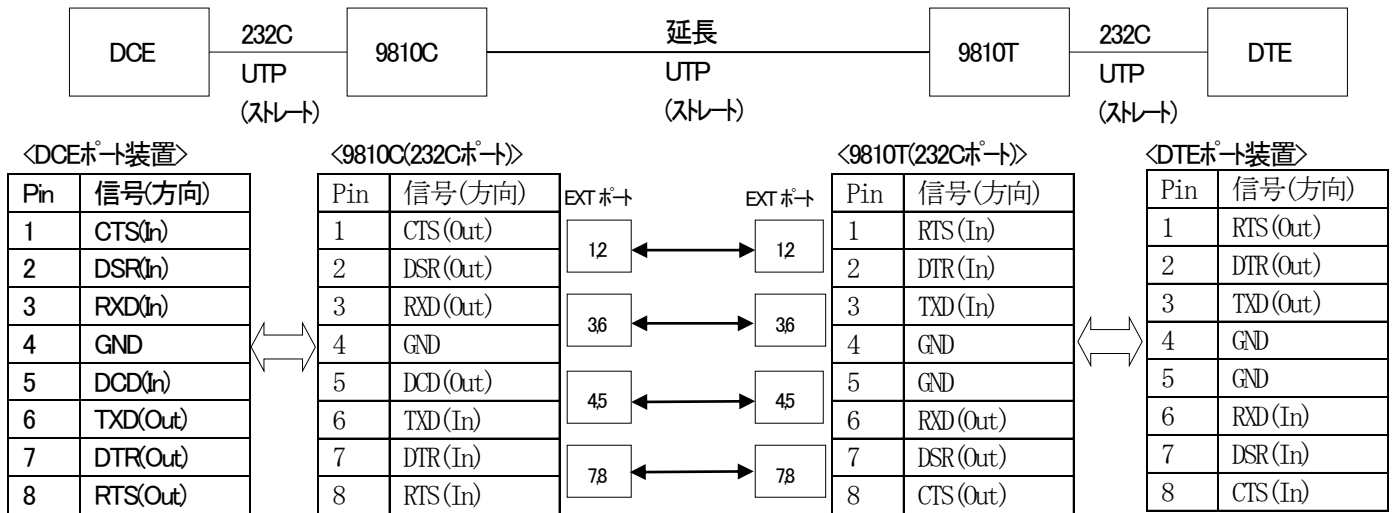 DCE
232C
UTP
(ストレート)
9810C
延長
UTP
(ストレート)
9810T
232C
UTP
(ストレート)
DTE
<DCEポート装置>
Pin 信号(方向)
1 CTS(In)
2 DSR(In)
3 RXD(In)
4 GND
5 DCD(In)
6 TXD(Out)
7 DTR(Out)
8 RTS(Out)
<9810C(232Cポート)>
Pin 信号(方向)
1 CTS(Out)
2 DSR(Out)
3 RXD(Out)
4 GND
5 DCD(Out)
6 TXD(In)
7 DTR(In)
8 RTS(In)
EXTポート
1,2
3,6
4,5
7,8
EXTポート
1,2
3,6
4,5
7,8
<9810T(232Cポート)>
Pin 信号(方向)
1 RTS(In)
2 DTR(In)
3 TXD(In)
4 GND
5 GND
6 RXD(Out)
7 DSR(Out)
8 CTS(Out)
<DTEポート装置>
Pin 信号(方向)
1 RTS(Out)
2 DTR(Out)
3 TXD(Out)
4 GND
5 GND
6 RXD(In)
7 DSR(In)
8 CTS(In)